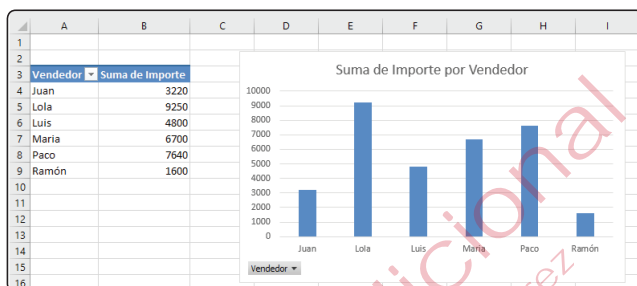 A B C D E F G H I
1
2
3 Vendedor Suma de Importe
4 Juan 3220
5 Lola 9250
6 Luis 4800
7 Maria 6700
8 Paco 7640
9 Ramón 1600
10
11
12
13
14
15
16
Suma de Importe por Vendedor
10000
9000
8000
7000
6000
5000
4000
3000
2000
1000
0
Juan Lola Luis Maria Paco Ramón
Vendedor